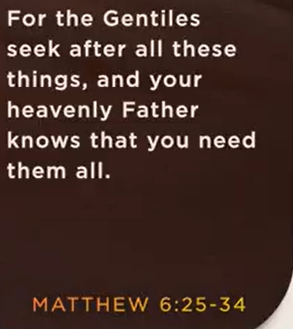 For the Gentiles
seek after all these
things, and your
heavenly Father
knows that you need
them all.
MATTHEW 6:25-34